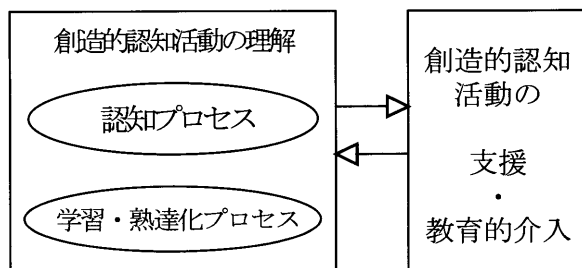 創造的認知活動の理解
認知プロセス
学習・熟達化プロセス
創造的認知
活動の
支援
・
教育的介入